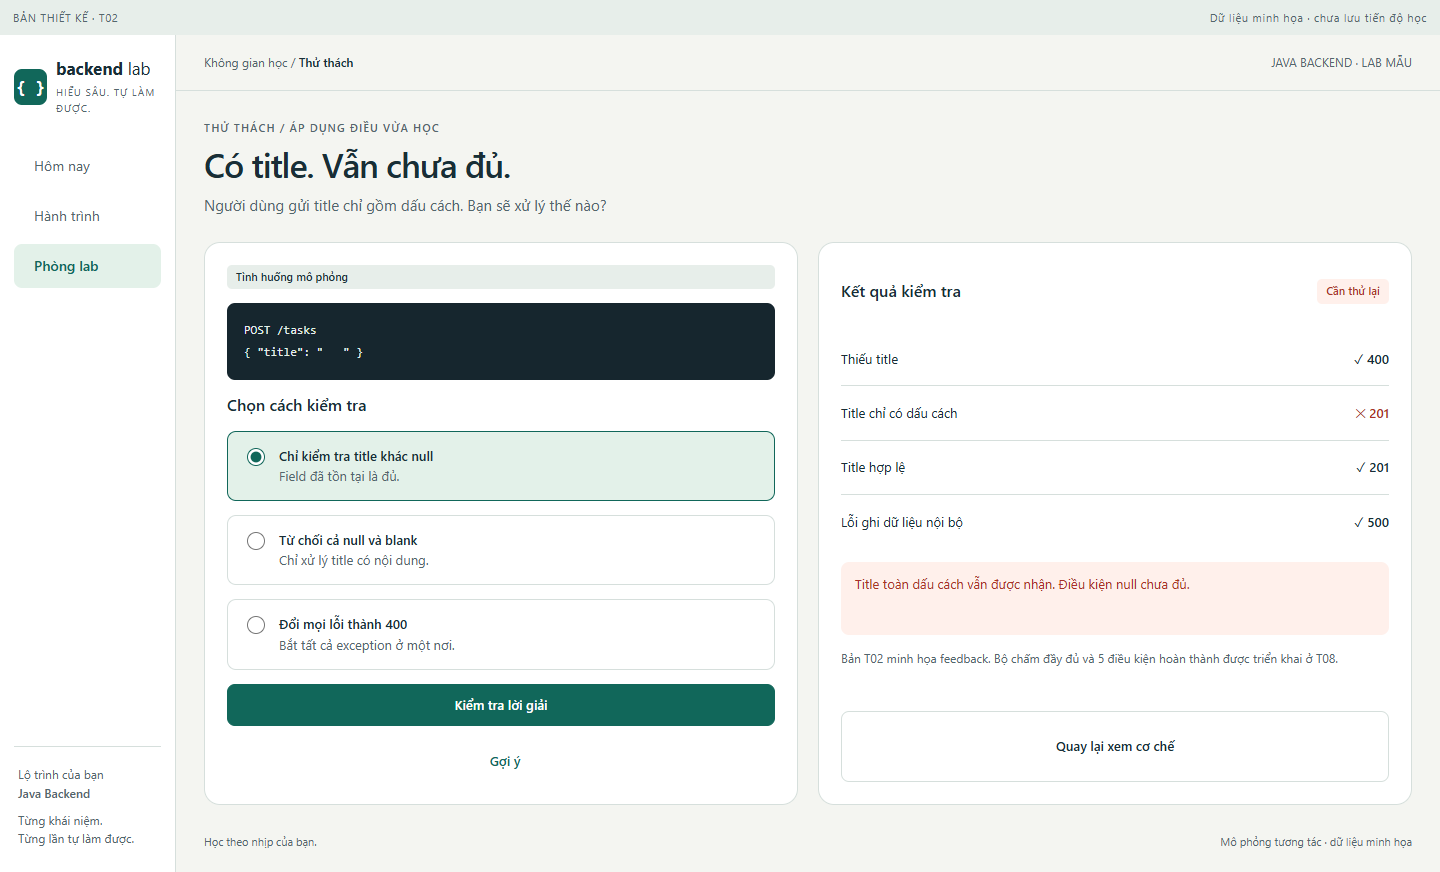 BẢN THIẾT KẾ · T02
Dữ liệu minh họa · chưa lưu tiến độ học
{ }
backend lab
HIỂU SÂU. TỰ LÀM
ĐƯỢC.
Hôm nay
Hành trình
Phòng lab
Lộ trình của bạn
Java Backend
Từng khái niệm.
Từng lần tự làm được.
Không gian học / Thử thách
JAVA BACKEND · LAB MẪU
THỬ THÁCH / ÁP DỤNG ĐIỀU VỪA HỌC
Có title. Vẫn chưa đủ.
Người dùng gửi title chỉ gồm dấu cách. Bạn sẽ xử lý thế nào?
Tình huống mô phỏng
POST /tasks
{ "title": "   " }
Chọn cách kiểm tra
Chỉ kiểm tra title khác null
Field đã tồn tại là đủ.
Từ chối cả null và blank
Chỉ xử lý title có nội dung.
Đổi mọi lỗi thành 400
Bắt tất cả exception ở một nơi.
Kiểm tra lời giải
Gợi ý
Kết quả kiểm tra
Cần thử lại
Thiếu title
✓ 400
Title chỉ có dấu cách
× 201
Title hợp lệ
✓ 201
Lỗi ghi dữ liệu nội bộ
✓ 500
Title toàn dấu cách vẫn được nhận. Điều kiện null chưa đủ.
Bản T02 minh họa feedback. Bộ chấm đầy đủ và 5 điều kiện hoàn thành được triển khai ở T08.
Quay lại xem cơ chế
Học theo nhịp của bạn.
Mô phỏng tương tác · dữ liệu minh họa